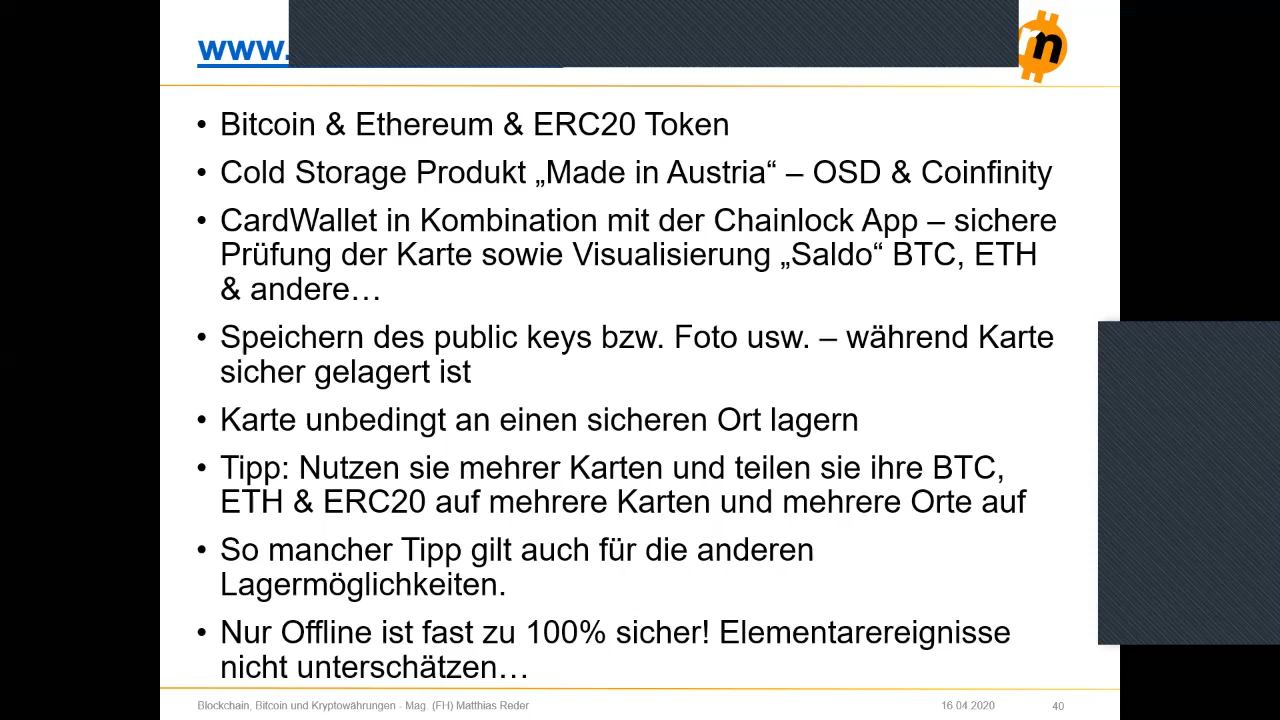 www.
• Bitcoin & Ethereum & ERC20 Token
• Cold Storage Produkt „Made in Austria“ – OSD & Coinfinity
• CardWallet in Kombination mit der Chainlock App – sichere
Prüfung der Karte sowie Visualisierung „Saldo“ BTC, ETH
& andere…
• Speichern des public keys bzw. Foto usw. – während Karte
sicher gelagert ist
• Karte unbedingt an einen sicheren Ort lagern
• Tipp: Nutzen sie mehrer Karten und teilen sie ihre BTC,
ETH & ERC20 auf mehrere Karten und mehrere Orte auf
• So mancher Tipp gilt auch für die anderen
Lagermöglichkeiten.
• Nur Offline ist fast zu 100% sicher! Elementarereignisse
nicht unterschätzen…
Blockchain, Bitcoin und Kryptowährungen - Mag. (FH) Matthias Reder 16.04.2020 40